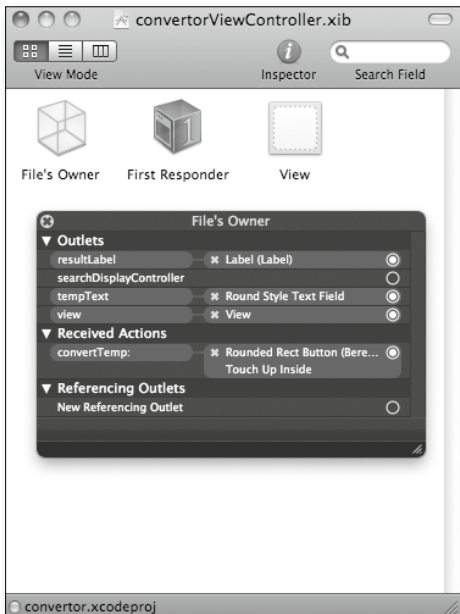 convertorViewController.xib
View Mode
Inspector
Search Field
File's Owner
First Responder
1
View
File's Owner
Outlets
resultLabel
Label (Label)
searchDisplayController
tempText
Round Style Text Field
view
View
Received Actions
convertTemp:
Rounded Rect Button (Bere...
Touch Up Inside
Referencing Outlets
New Referencing Outlet
convertor.xcodeproj